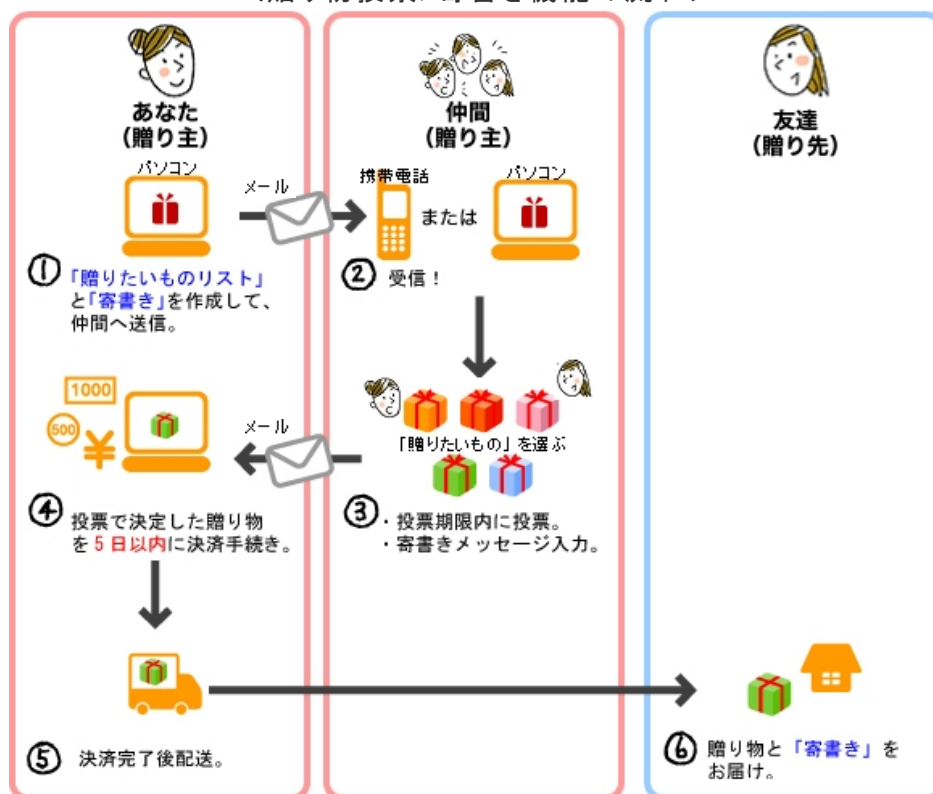 あなた
(贈り主)
仲間
(贈り主)
友達
(贈り先)
パソコン
メール
携帯電話
または
パソコン
① 「贈りたいものリスト」
と「寄書き」を作成して、
仲間へ送信。
② 受信！
「贈りたいもの」を選ぶ
③ ・投票期限内に投票。
・寄書きメッセージ入力。
メール
1000
500
¥
④ 投票で決定した贈り物
を5日以内に決済手続き。
⑤ 決済完了後配送。
⑥ 贈り物と「寄書き」を
お届け。